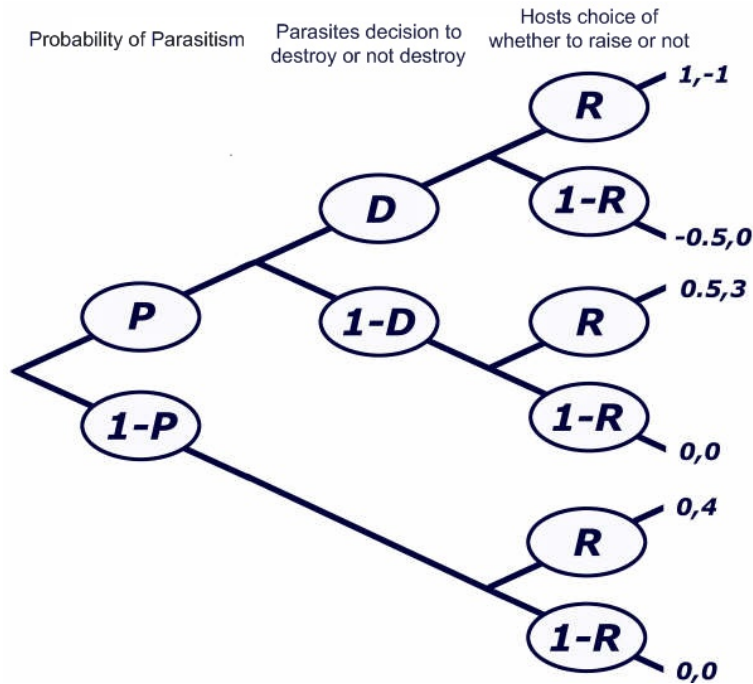 Probability of Parasitism
Parasites decision to
destroy or not destroy
Hosts choice of
whether to raise or not
R
1,-1
D
1-R
-0.5,0
P
1-D
R
0.5,3
1-P
1-R
0,0
R
0,4
1-R
0,0